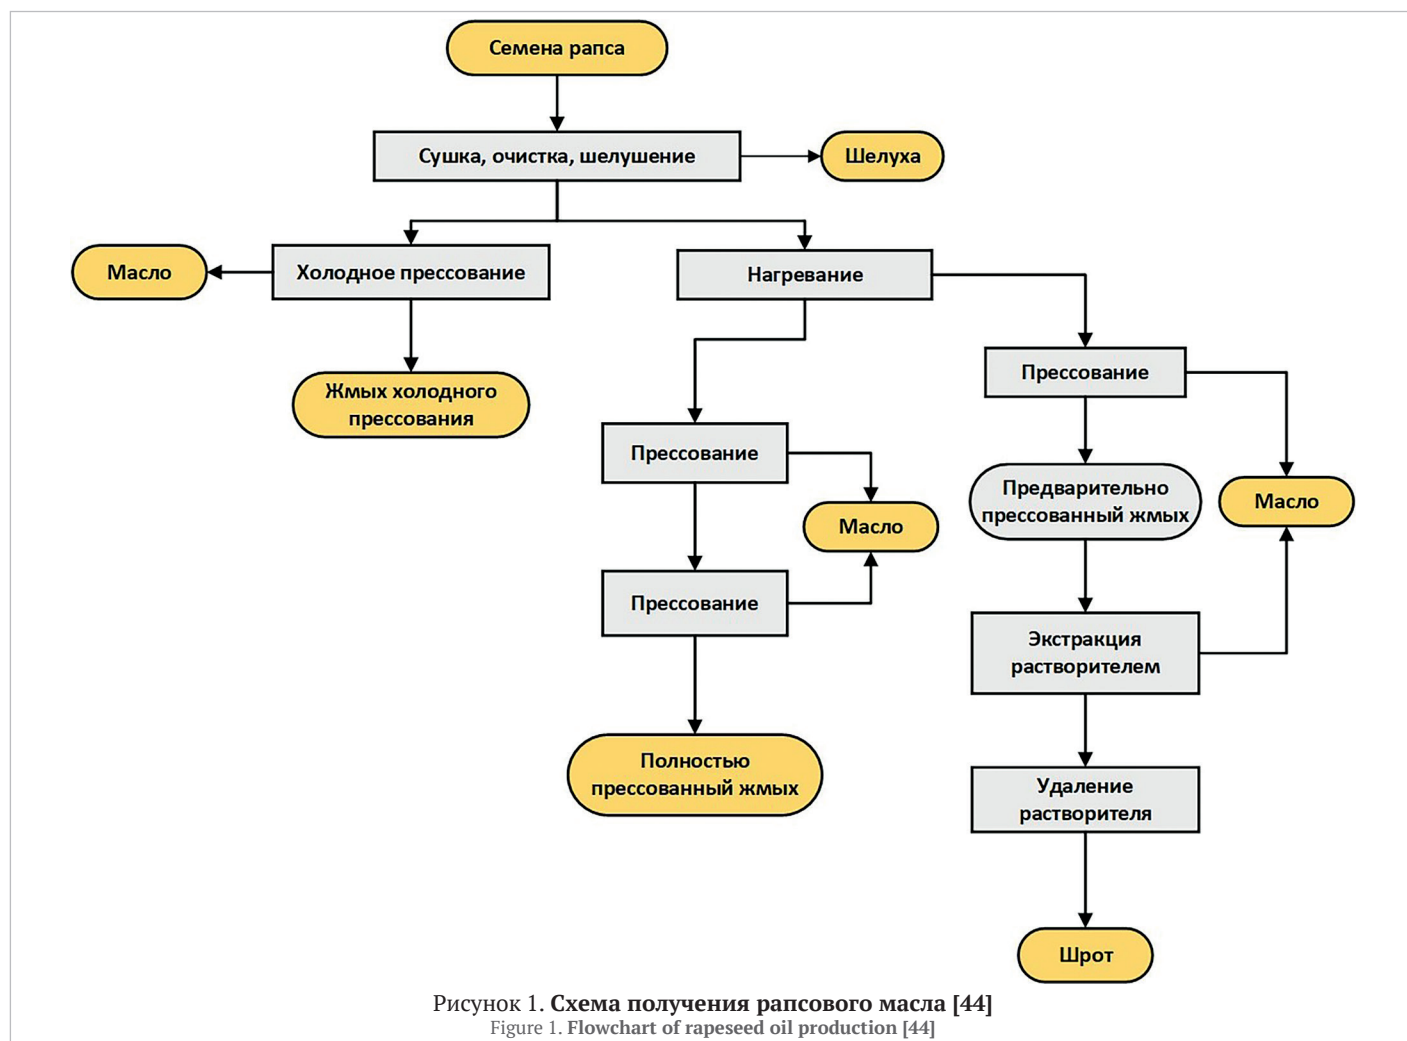 Семена рапса
Сушка, очистка, шелушение
Шелуха
Масло
Холодное прессование
Нагревание
Жмых холодного
прессования
Прессование
Прессование
Предварительно
прессованный жмых
Масло
Масло
Прессование
Экстракция
растворителем
Полностью
прессованный жмых
Удаление
растворителя
Шрот
Рисунок 1. Схема получения рапсового масла [44]
Figure 1. Flowchart of rapeseed oil production [44]